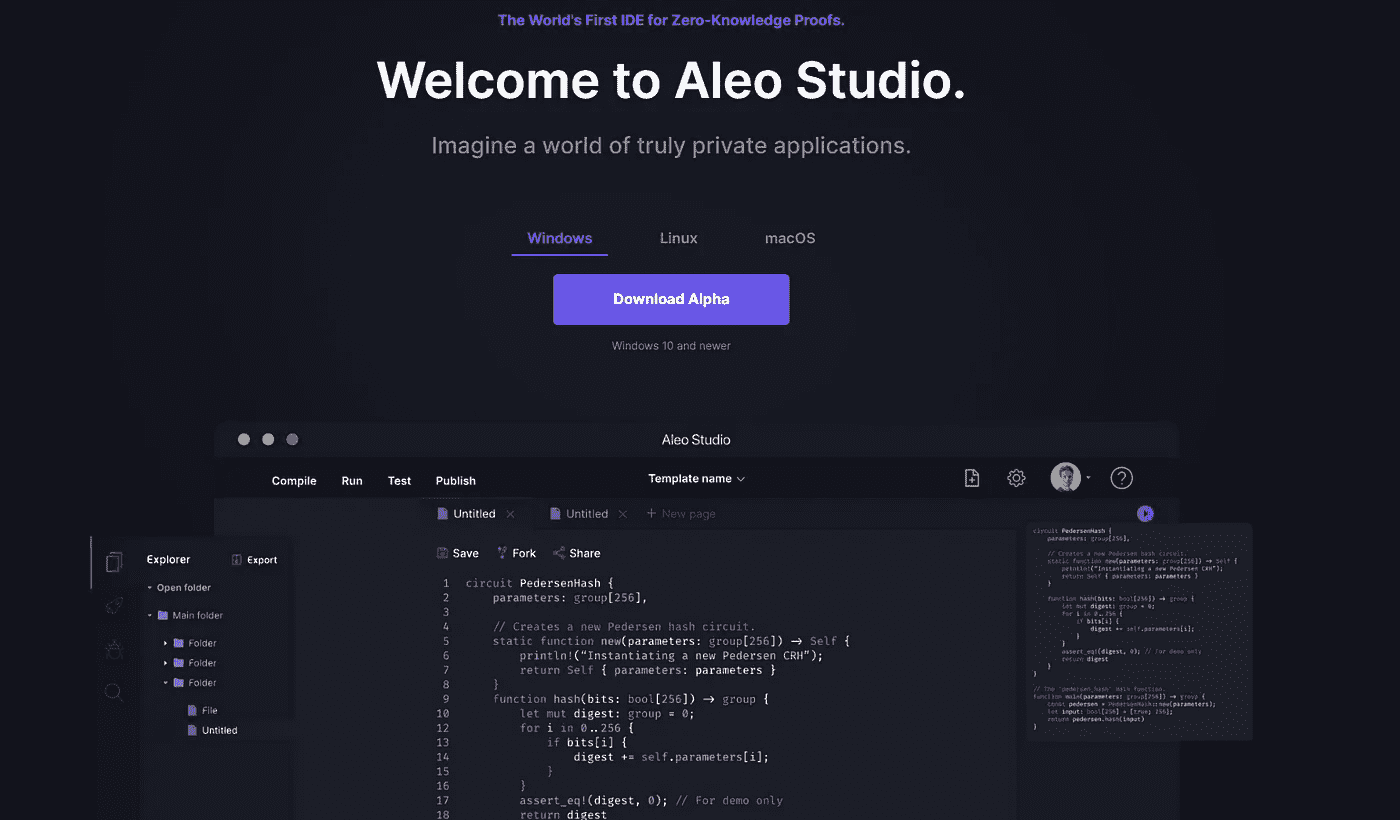 The World's First IDE for Zero-Knowledge Proofs.
Welcome to Aleo Studio.
Imagine a world of truly private applications.
Windows Linux macOS
Download Alpha
Windows 10 and newer
Aleo Studio
Compile Run Test Publish Template name
Untitled Untitled + New page
Explorer Export
Open folder
Main folder
Folder
Folder
Folder
File
Untitled
Save Fork Share
1 circuit PedersenHash {
2 parameters: group[256],
3
4 // Creates a new Pedersen hash circuit.
5 static function new(parameters: group[256]) → Self {
6 println!(“Instantiating a new Pedersen CRH”);
7 return Self { parameters: parameters }
8 }
9 function hash(bits: bool[256]) → group {
10 let mut digest: group = 0;
12 for i in 0..256 {
13 if bits[i] {
14 digest += self.parameters[i];
15 }
16 }
17 assert_eq!(digest, 0); // For demo only
18 return digest
circuit PedersenHash {
parameters: group[256],
// Creates a new Pedersen hash circuit.
static function new(parameters: group[256]) → Self {
println!(“Instantiating a new Pedersen CRH”);
return Self { parameters: parameters }
}
function hash(bits: bool[256]) → group {
let mut digest: group = 0;
for i in 0..256 {
if bits[i] {
digest += self.parameters[i];
}
}
assert_eq!(digest, 0); // For demo only
return digest
}
}
// The 'pedersen_hash' main function.
function main(parameters: group[256]) → group {
const pedersen = PedersenHash::new(parameters);
let input: bool[256] = [true; 256];
return pedersen.hash(input)
}